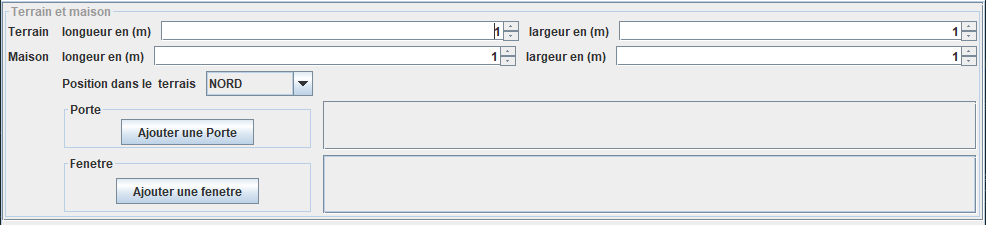 Terrain et maison
Terrain longueur en (m) 1 largeur en (m) 1
Maison longeur en (m) 1 largeur en (m) 1
Position dans le terrais NORD
Porte
Ajouter une Porte
Fenetre
Ajouter une fenetre